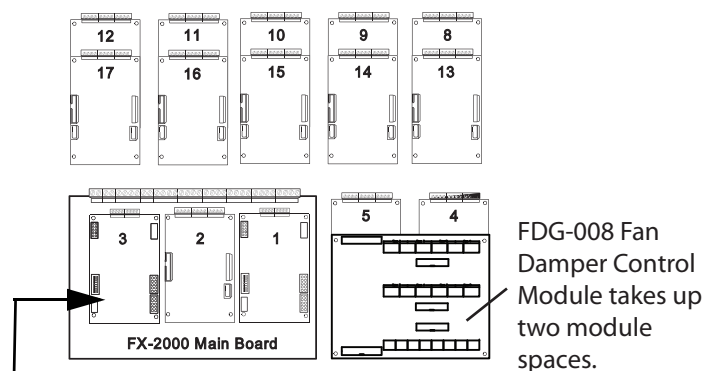 12 11 10 9 8
17 16 15 14 13
5 4
3 2 1
FX-2000 Main Board
FDG-008 Fan
Damper Control
Module takes up
two module
spaces.